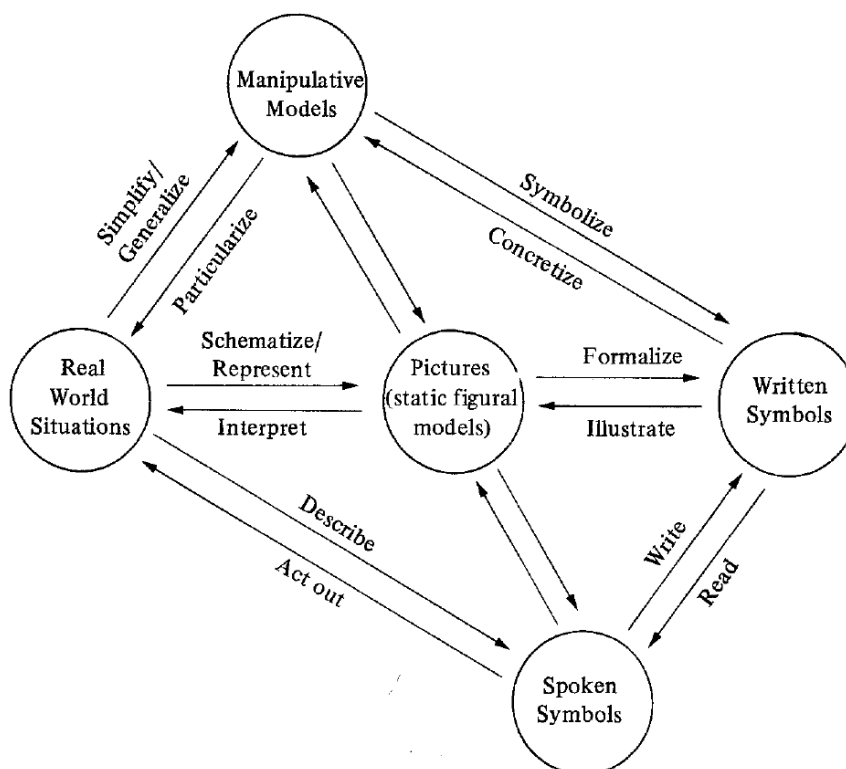 Manipulative
Models
Simplify/
Generalize
Particularize
Symbolize
Concretize
Real
World
Situations
Schematize/
Represent
Interpret
Pictures
(static figural
models)
Formalize
Illustrate
Written
Symbols
Describe
Act out
Write
Read
Spoken
Symbols